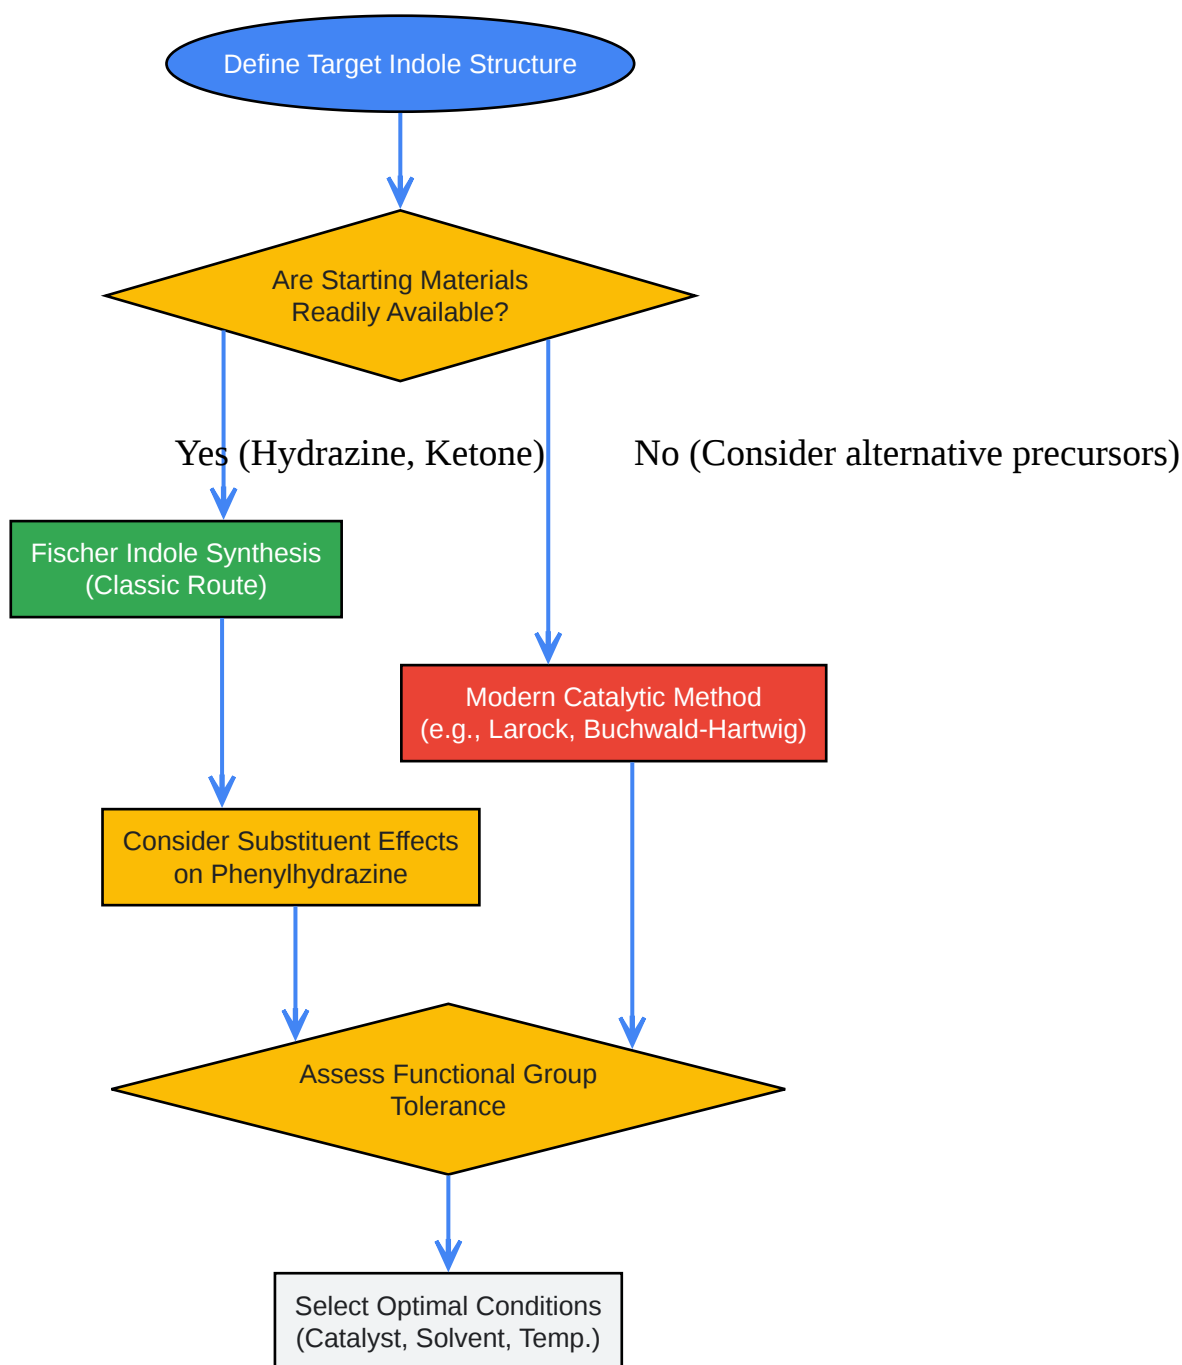 Define Target Indole Structure
Are Starting Materials
Readily Available?
Yes (Hydrazine, Ketone)
No (Consider alternative precursors)
Fischer Indole Synthesis
(Classic Route)
Modern Catalytic Method
(e.g., Larock, Buchwald-Hartwig)
Consider Substituent Effects
on Phenylhydrazine
Assess Functional Group
Tolerance
Select Optimal Conditions
(Catalyst, Solvent, Temp.)